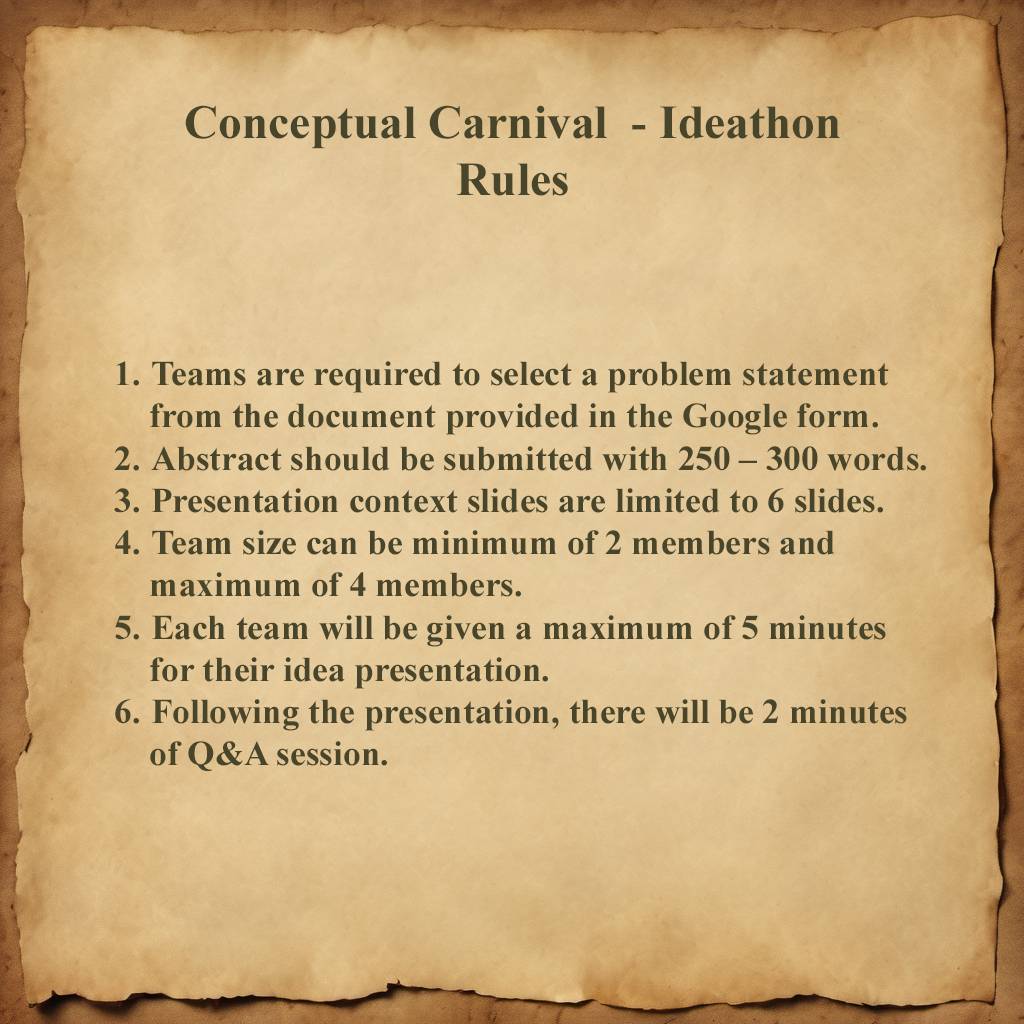 Conceptual Carnival  - Ideathon
Rules
1. Teams are required to select a problem statement
from the document provided in the Google form.
2. Abstract should be submitted with 250 – 300 words.
3. Presentation context slides are limited to 6 slides.
4. Team size can be minimum of 2 members and
maximum of 4 members.
5. Each team will be given a maximum of 5 minutes
for their idea presentation.
6. Following the presentation, there will be 2 minutes
of Q&A session.